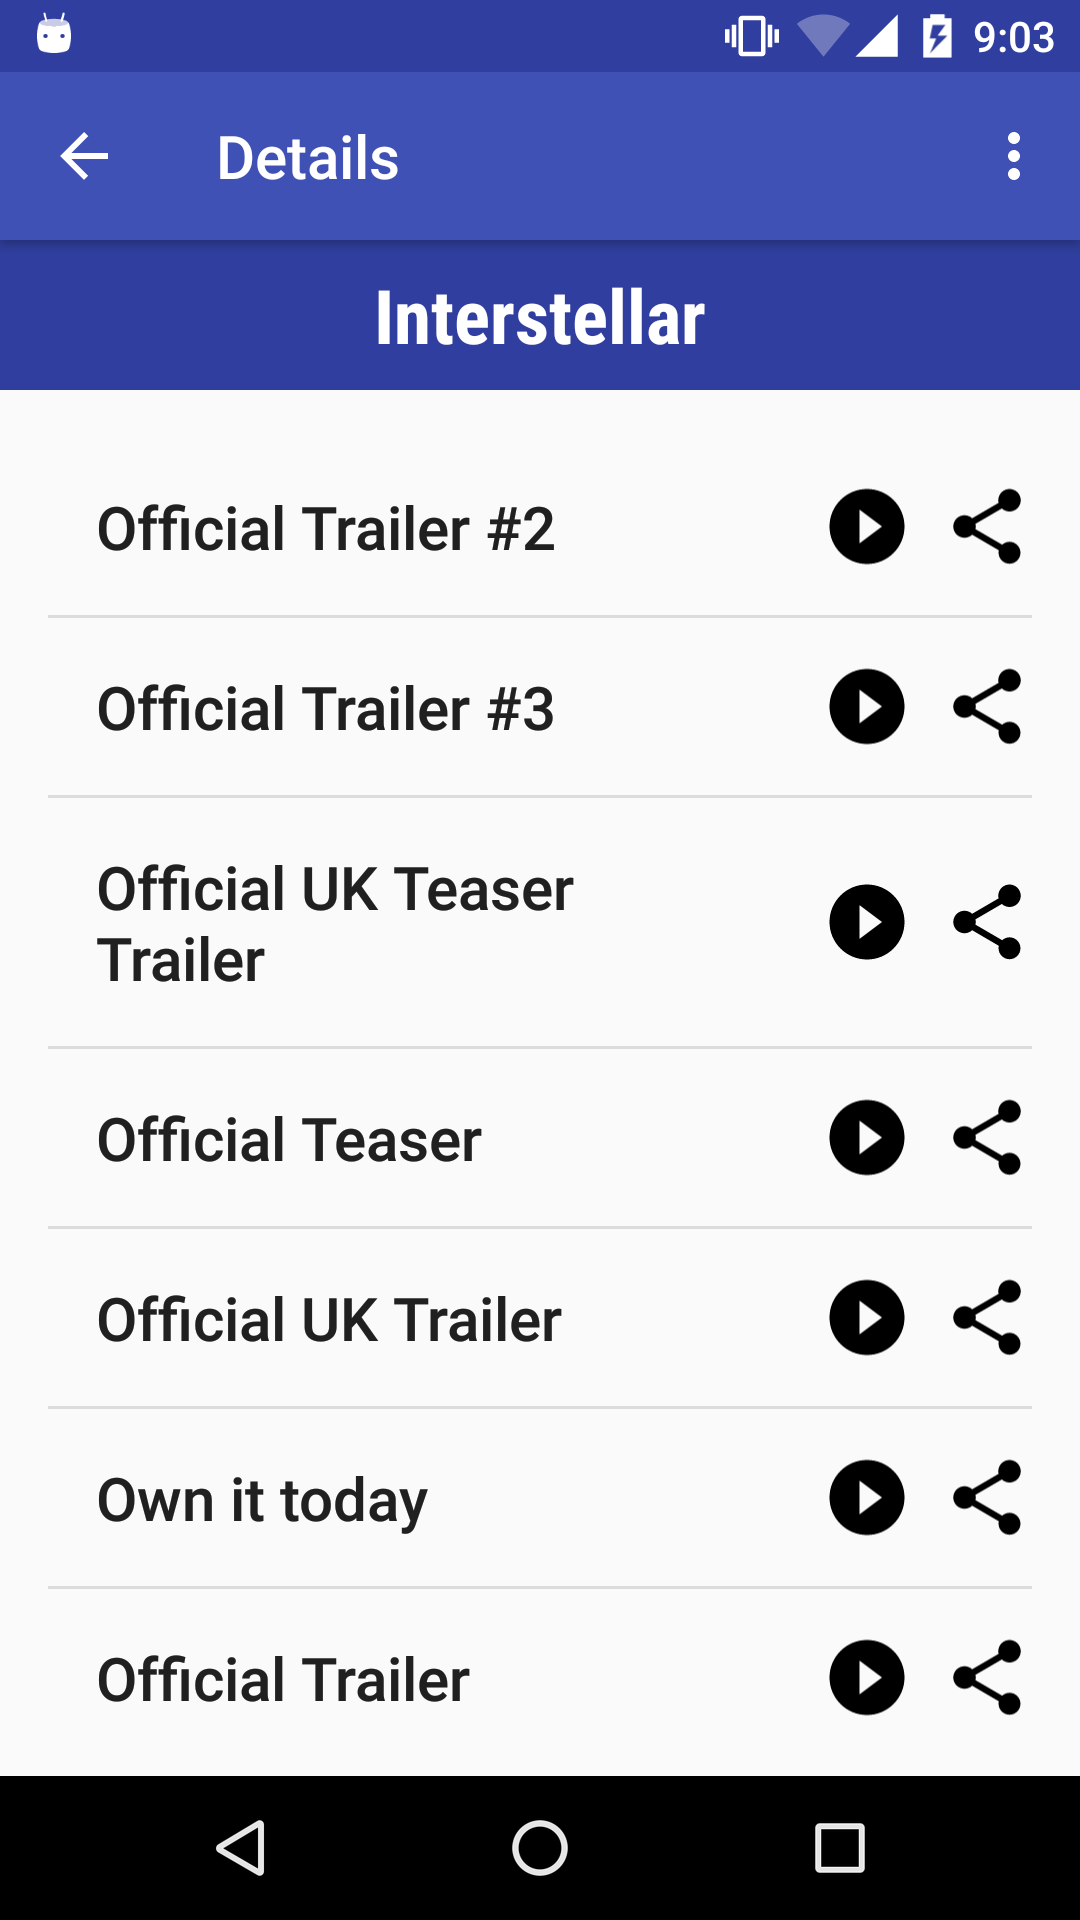 9:03
Details
Interstellar
Official Trailer #2
Official Trailer #3
Official UK Teaser
Trailer
Official Teaser
Official UK Trailer
Own it today
Official Trailer